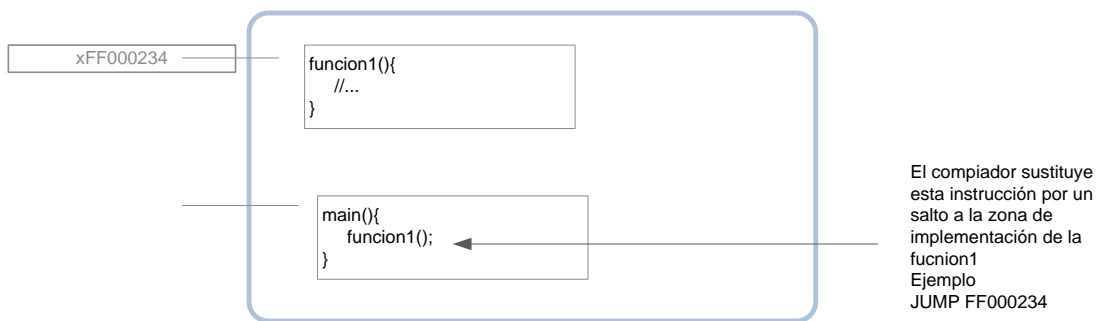 xFF000234
funcion1(){
//...
}
main(){
funcion1();
}
El compiador sustituye
esta instrucción por un
salto a la zona de
implementación de la
fucnion1
Ejemplo
JUMP FF000234